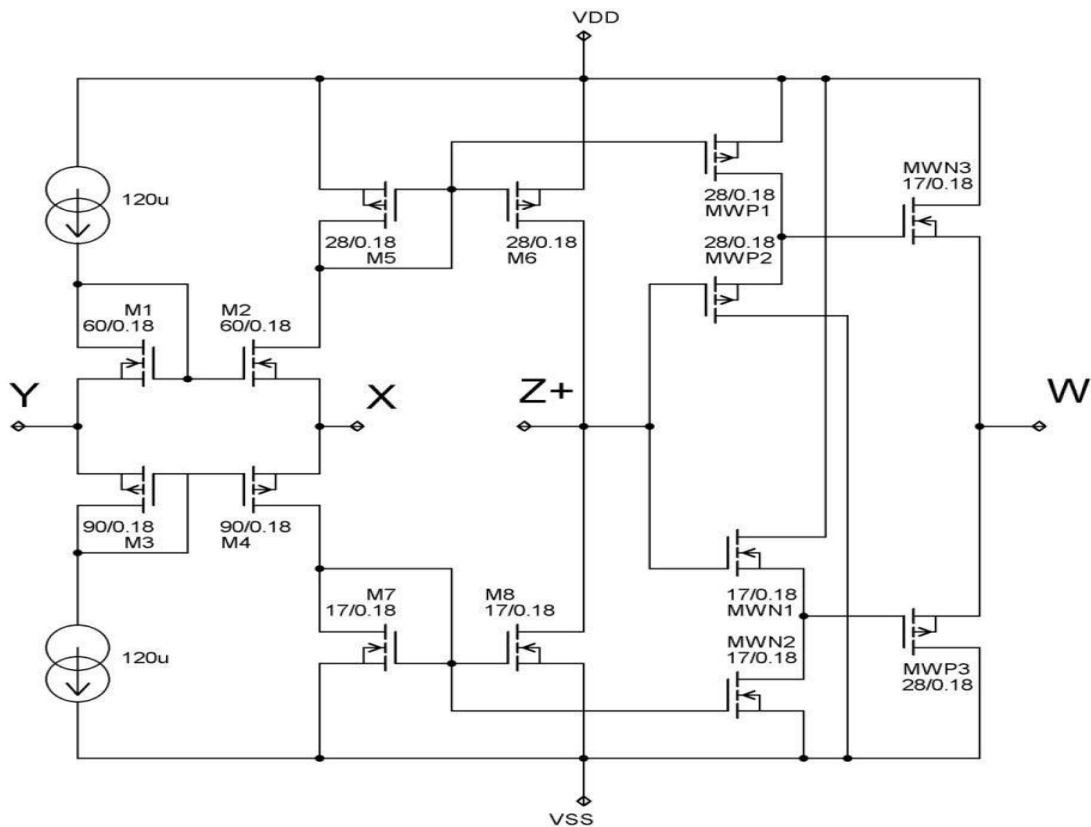 VDD
120u
28/0.18
M5
28/0.18
M6
28/0.18
MWP1
28/0.18
MWP2
MWN3
17/0.18
M1
60/0.18
M2
60/0.18
Y
X
Z+
W
90/0.18
M3
90/0.18
M4
120u
M7
17/0.18
M8
17/0.18
17/0.18
MWN1
MWN2
17/0.18
MWP3
28/0.18
VSS